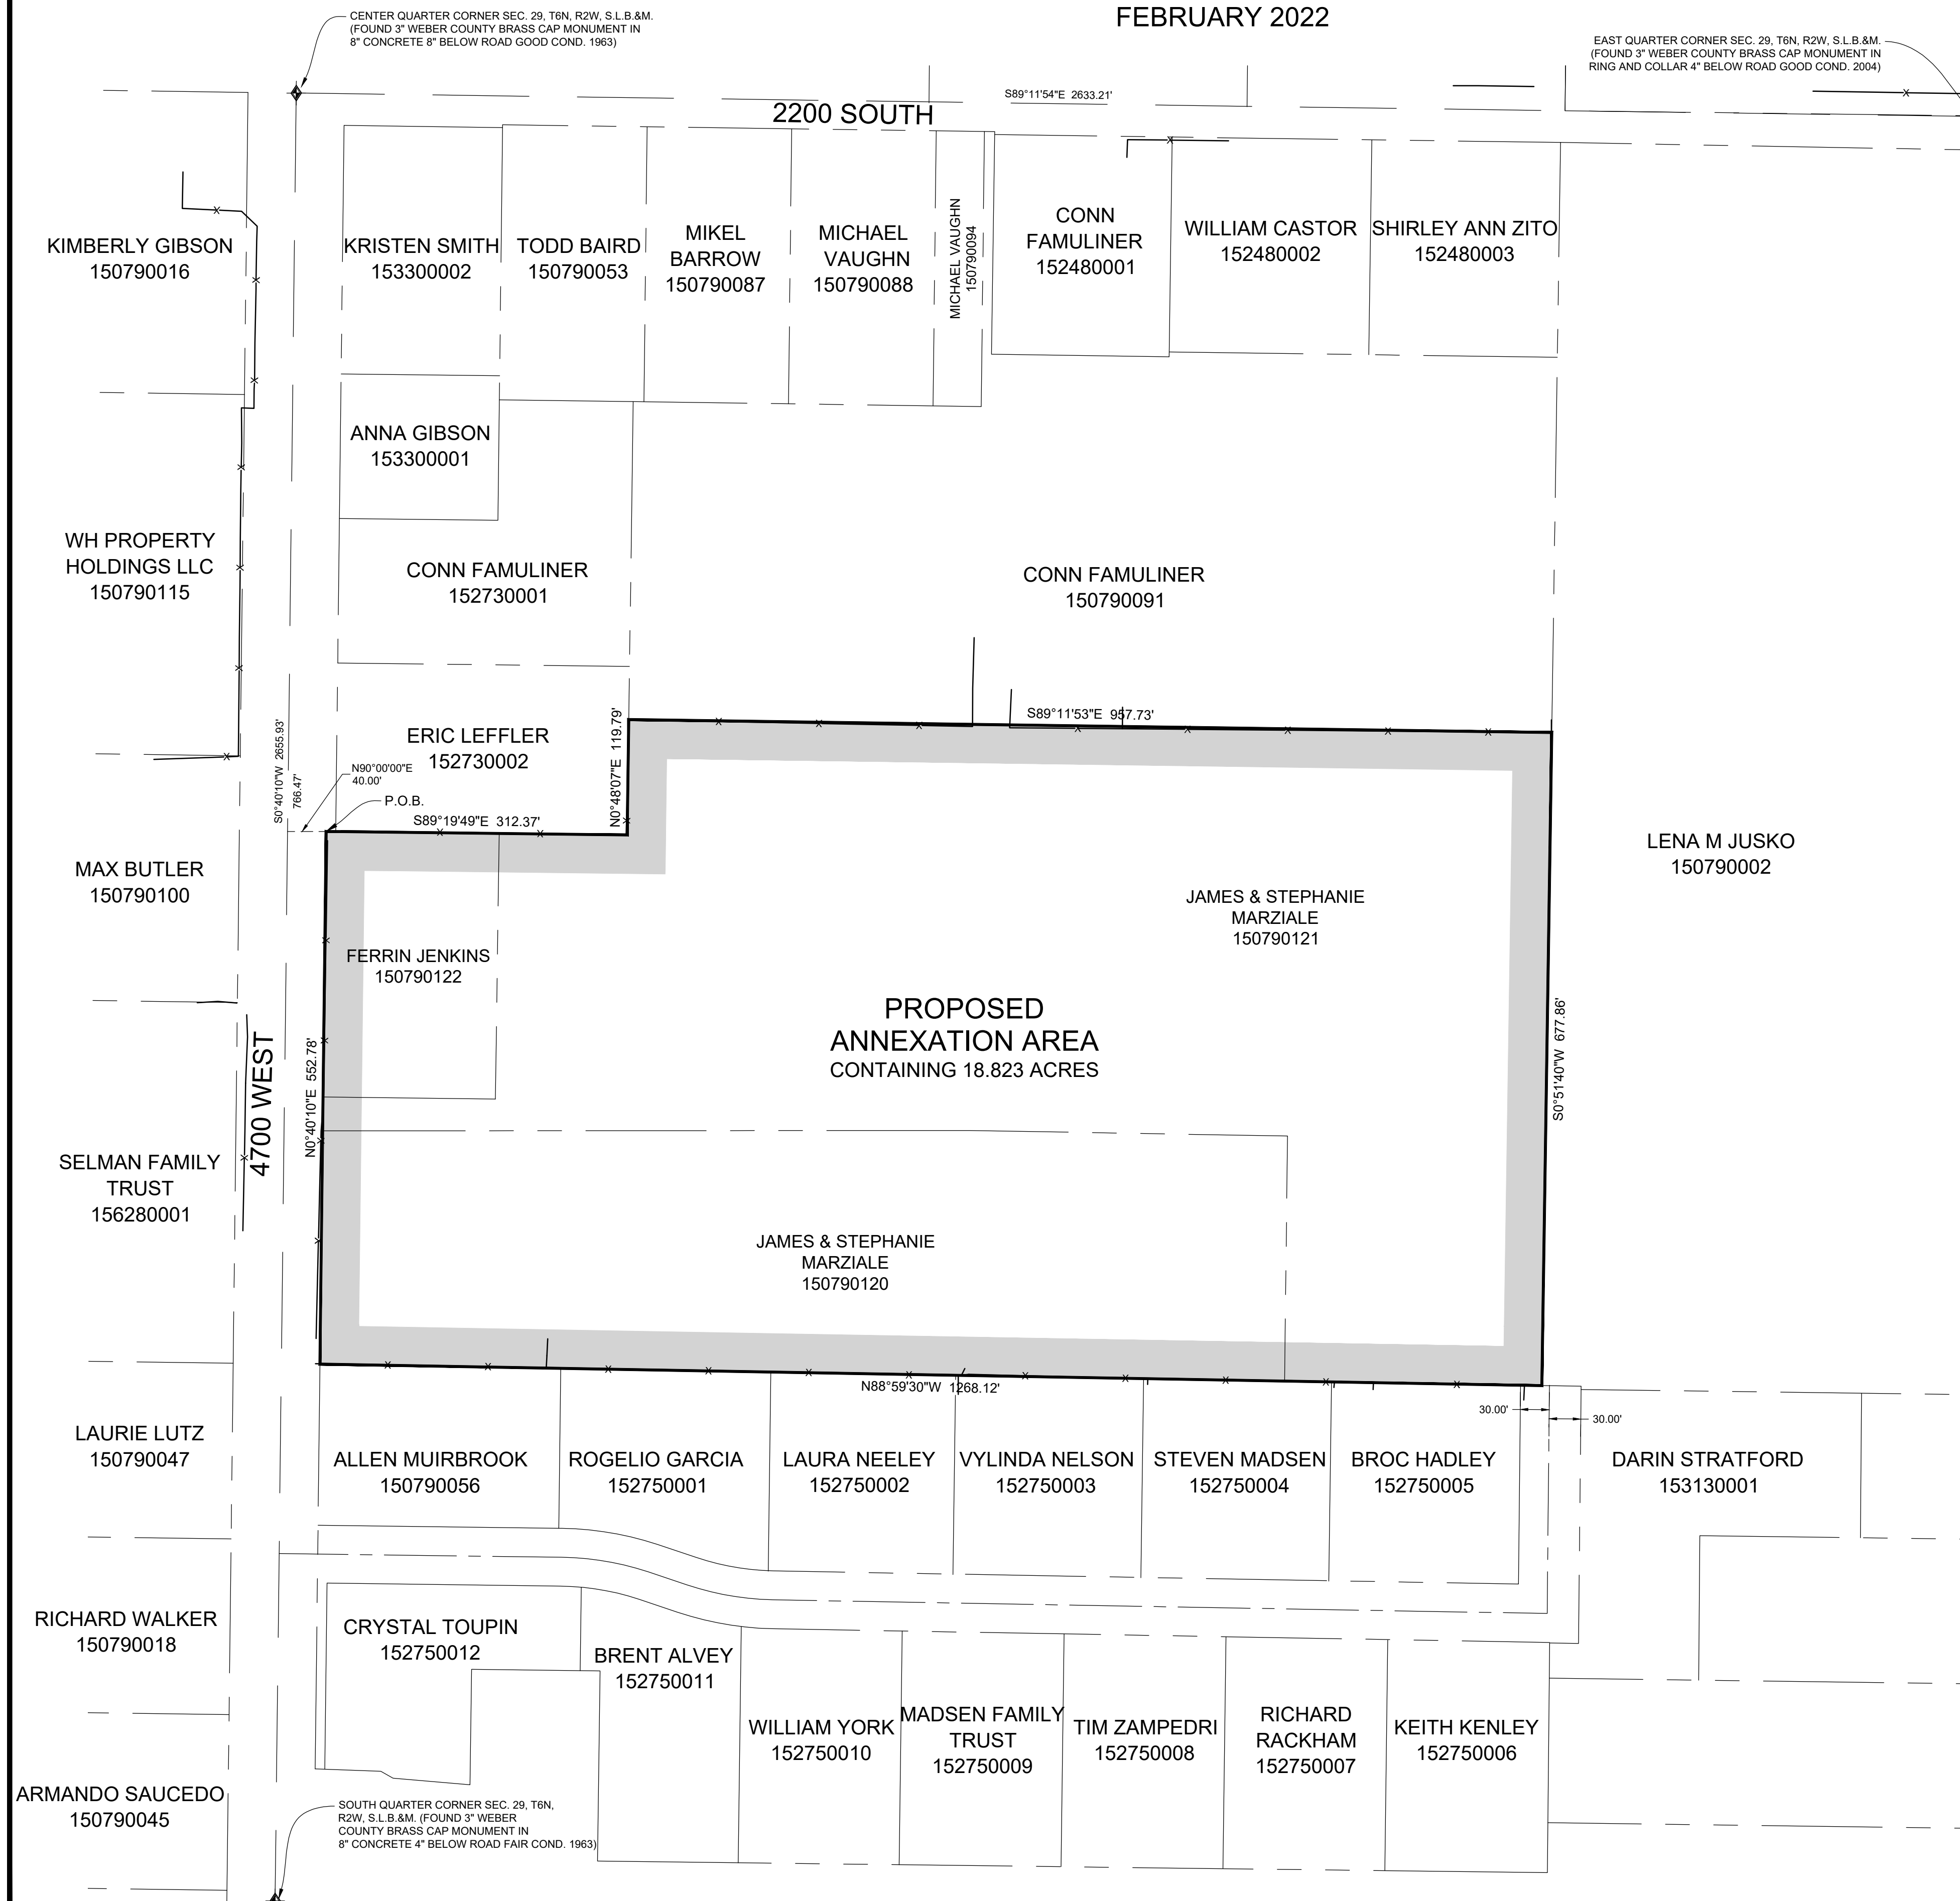 FEBRUARY 2022
CENTER QUARTER CORNER SEC. 29, T6N, R2W, S.L.B.&M.
(FOUND 3" WEBER COUNTY BRASS CAP MONUMENT IN
8" CONCRETE 8" BELOW ROAD GOOD COND. 1963)
EAST QUARTER CORNER SEC. 29, T6N, R2W, S.L.B.&M.
(FOUND 3" WEBER COUNTY BRASS CAP MONUMENT IN
RING AND COLLAR 4" BELOW ROAD GOOD COND. 2004)
S89°11'54"E 2633.21'
2200 SOUTH
KIMBERLY GIBSON
150790016
KRISTEN SMITH
153300002
TODD BAIRD
150790053
MIKEL
BARROW
150790087
MICHAEL
VAUGHN
150790088
MICHAEL VAUGHN
150790094
CONN
FAMULINER
152480001
WILLIAM CASTOR
152480002
SHIRLEY ANN ZITO
152480003
ANNA GIBSON
153300001
WH PROPERTY
HOLDINGS LLC
150790115
CONN FAMULINER
152730001
CONN FAMULINER
150790091
S0°40'10"W 2655.93'
766.47'
N90°00'00"E
40.00'
P.O.B.
ERIC LEFFLER
152730002
S89°19'49"E 312.37'
N0°48'07"E 119.79'
S89°11'53"E 957.73'
MAX BUTLER
150790100
LENA M JUSKO
150790002
JAMES & STEPHANIE
MARZIALE
150790121
FERRIN JENKINS
150790122
PROPOSED
ANNEXATION AREA
CONTAINING 18.823 ACRES
S0°51'40"W 677.86'
4700 WEST
N0°40'10"E 552.78'
SELMAN FAMILY
TRUST
156280001
JAMES & STEPHANIE
MARZIALE
150790120
N88°59'30"W 1268.12'
30.00'
30.00'
LAURIE LUTZ
150790047
ALLEN MUIRBROOK
150790056
ROGELIO GARCIA
152750001
LAURA NEELEY
152750002
VYLINDA NELSON
152750003
STEVEN MADSEN
152750004
BROC HADLEY
152750005
DARIN STRATFORD
153130001
RICHARD WALKER
150790018
CRYSTAL TOUPIN
152750012
BRENT ALVEY
152750011
WILLIAM YORK
152750010
MADSEN FAMILY
TRUST
152750009
TIM ZAMPEDRI
152750008
RICHARD
RACKHAM
152750007
KEITH KENLEY
152750006
ARMANDO SAUCEDO
150790045
SOUTH QUARTER CORNER SEC. 29, T6N,
R2W, S.L.B.&M. (FOUND 3" WEBER
COUNTY BRASS CAP MONUMENT IN
8" CONCRETE 4" BELOW ROAD FAIR COND. 1963)